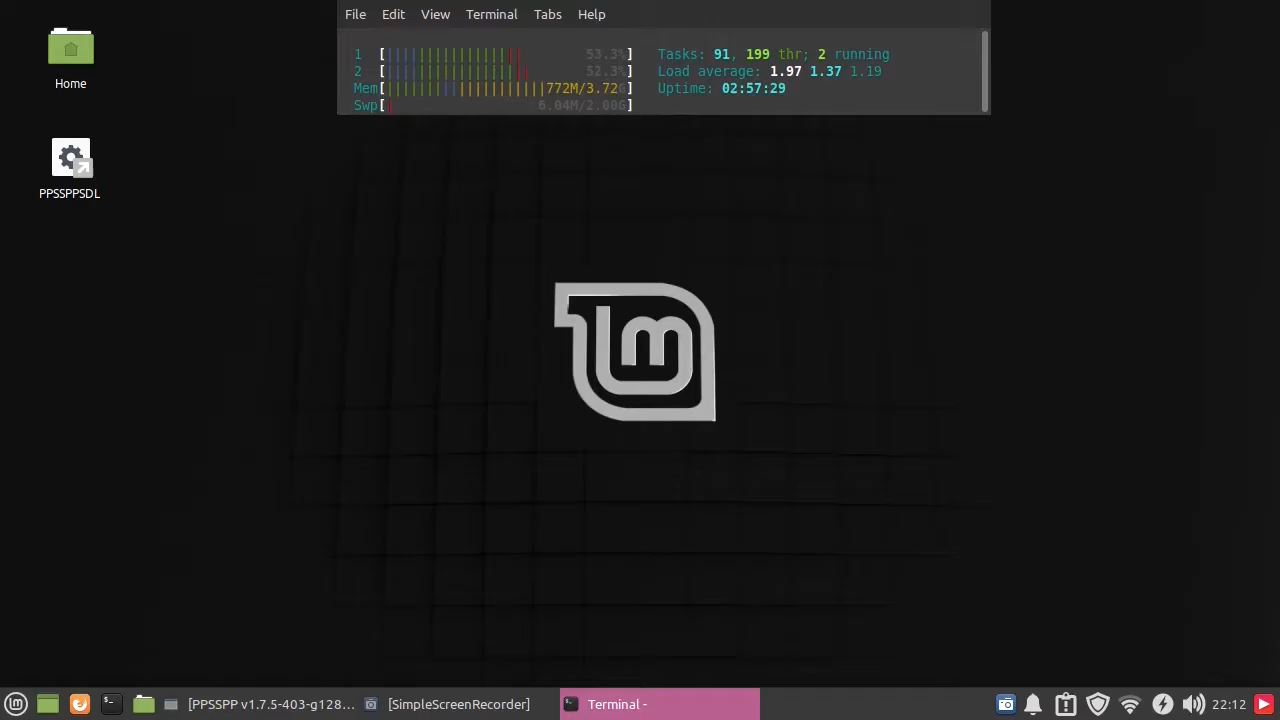 File Edit View Terminal Tabs Help
1 [|||||||||||||||||| 53.3%] Tasks: 91, 199 thr; 2 running
2 [|||||||||||||||||| 52.3%] Load average: 1.97 1.37 1.19
Mem[||||||||||||||||||||772M/3.72G] Uptime: 02:57:29
Swp[| 6.04M/2.00G]
Home
PPSSPPSDL
lm
[PPSSPP v1.7.5-403-g128... [SimpleScreenRecorder] Terminal - 22:12